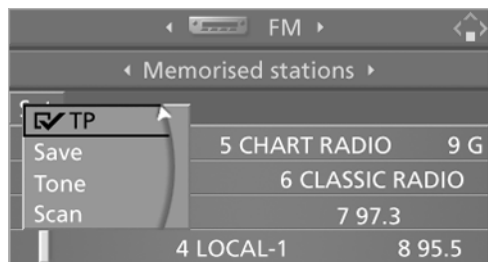 FM
Memorised stations
TP
Save
5 CHART RADIO 9 G
Tone
6 CLASSIC RADIO
Scan
7 97.3
4 LOCAL-1 8 95.5